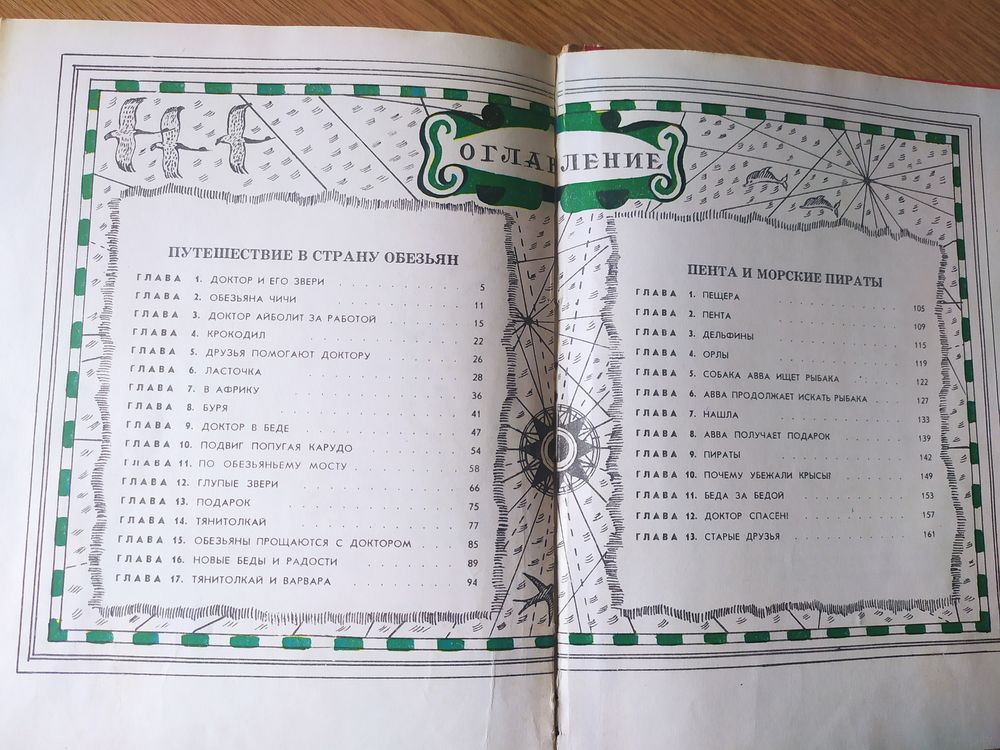 ОГЛАВЛЕНИЕ
ПУТЕШЕСТВИЕ В СТРАНУ ОБЕЗЬЯН
ГЛАВА 1. ДОКТОР И ЕГО ЗВЕРИ 5
ГЛАВА 2. ОБЕЗЬЯНА ЧИЧИ 11
ГЛАВА 3. ДОКТОР АЙБОЛИТ ЗА РАБОТОЙ 15
ГЛАВА 4. КРОКОДИЛ 22
ГЛАВА 5. ДРУЗЬЯ ПОМОГАЮТ ДОКТОРУ 26
ГЛАВА 6. ЛАСТОЧКА 28
ГЛАВА 7. В АФРИКУ 36
ГЛАВА 8. БУРЯ 41
ГЛАВА 9. ДОКТОР В БЕДЕ 47
ГЛАВА 10. ПОДВИГ ПОПУГАЯ КАРУДО 54
ГЛАВА 11. ПО ОБЕЗЬЯНЬЕМУ МОСТУ 58
ГЛАВА 12. ГЛУПЫЕ ЗВЕРИ 66
ГЛАВА 13. ПОДАРОК 75
ГЛАВА 14. ТЯНИТОЛКАЙ 77
ГЛАВА 15. ОБЕЗЬЯНЫ ПРОЩАЮТСЯ С ДОКТОРОМ 85
ГЛАВА 16. НОВЫЕ БЕДЫ И РАДОСТИ 89
ГЛАВА 17. ТЯНИТОЛКАЙ И ВАРВАРА 94
ПЕНТА И МОРСКИЕ ПИРАТЫ
ГЛАВА 1. ПЕЩЕРА 105
ГЛАВА 2. ПЕНТА 109
ГЛАВА 3. ДЕЛЬФИНЫ 115
ГЛАВА 4. ОРЛЫ 119
ГЛАВА 5. СОБАКА АВВА ИЩЕТ РЫБАКА 122
ГЛАВА 6. АВВА ПРОДОЛЖАЕТ ИСКАТЬ РЫБАКА 127
ГЛАВА 7. НАШЛА 133
ГЛАВА 8. АВВА ПОЛУЧАЕТ ПОДАРОК 139
ГЛАВА 9. ПИРАТЫ 142
ГЛАВА 10. ПОЧЕМУ УБЕЖАЛИ КРЫСЫ? 149
ГЛАВА 11. БЕДА ЗА БЕДОЙ 153
ГЛАВА 12. ДОКТОР СПАСЕН! 157
ГЛАВА 13. СТАРЫЕ ДРУЗЬЯ 161